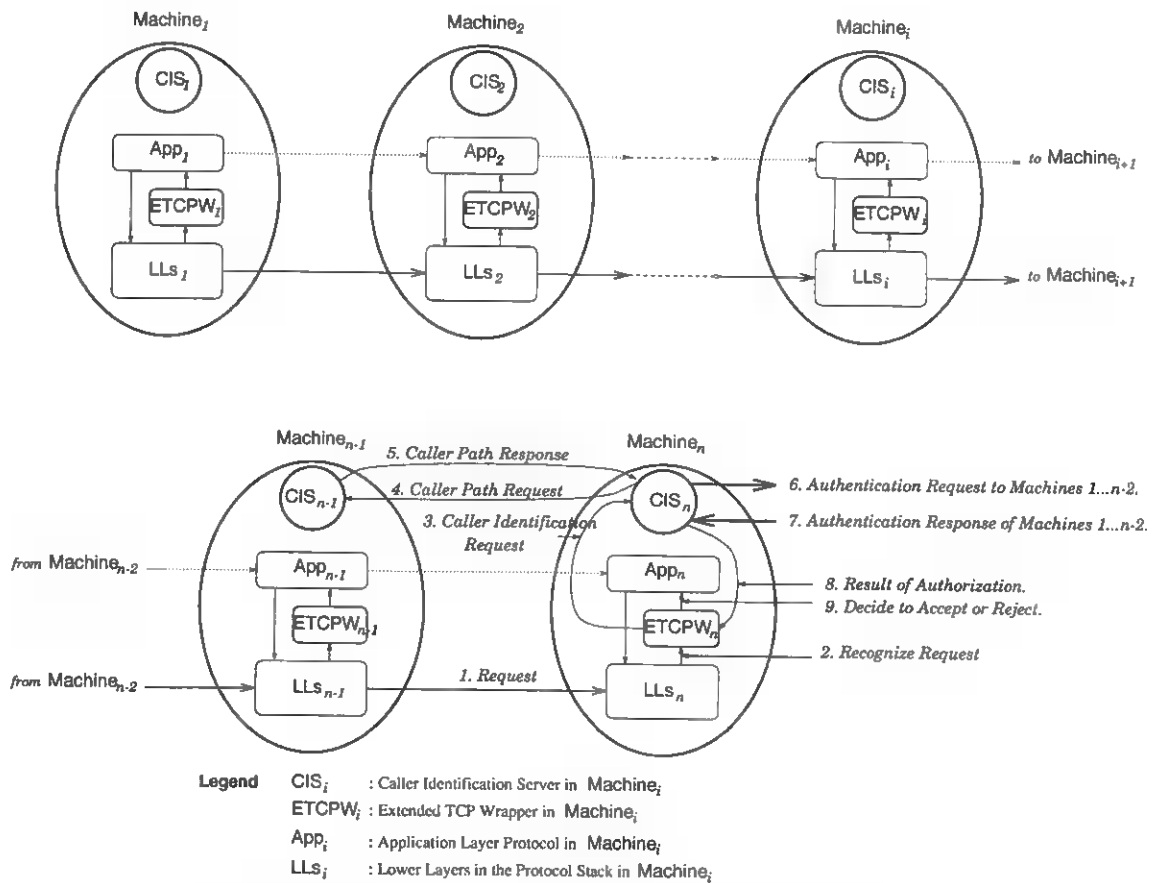 Machine1
Machine2
Machinei
CIS1
CIS2
CISi
App1
App2
Appi
to Machinei+1
ETCPW1
ETCPW2
ETCPWi
LLs1
LLs2
LLsi
to Machinei+1
Machinen-1
Machinen
5. Caller Path Response
CISn-1
4. Caller Path Request
CISn
6. Authentication Request to Machines 1...n-2.
3. Caller Identification
Request
7. Authentication Response of Machines 1...n-2.
from Machinen-2
Appn-1
Appn
8. Result of Authorization.
9. Decide to Accept or Reject.
ETCPWn-1
ETCPWn
2. Recognize Request
from Machinen-2
LLsn-1
1. Request
LLsn
Legend CISi : Caller Identification Server in Machinei
ETCPWi : Extended TCP Wrapper in Machinei
Appi : Application Layer Protocol in Machinei
LLsi : Lower Layers in the Protocol Stack in Machinei